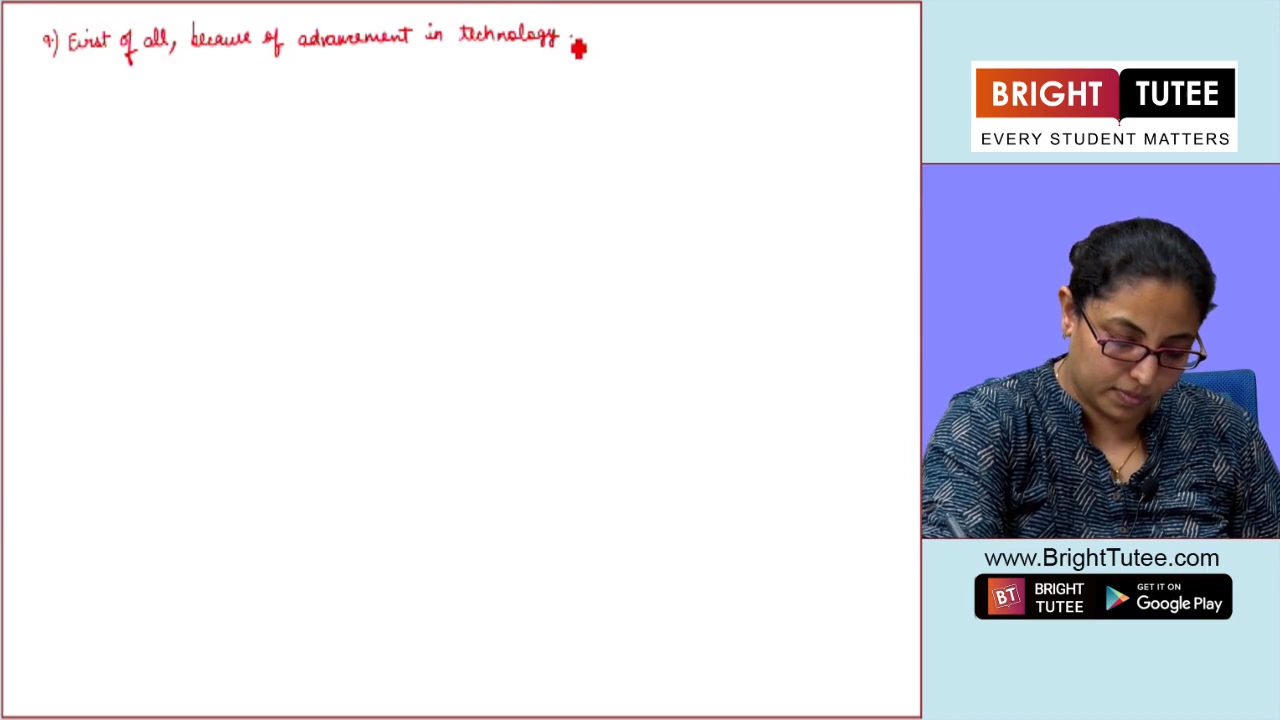 9.) First of all, because of advancement in technology.
BRIGHT TUTEE
EVERY STUDENT MATTERS
www.BrightTutee.com
BT BRIGHT TUTEE
GET IT ON Google Play